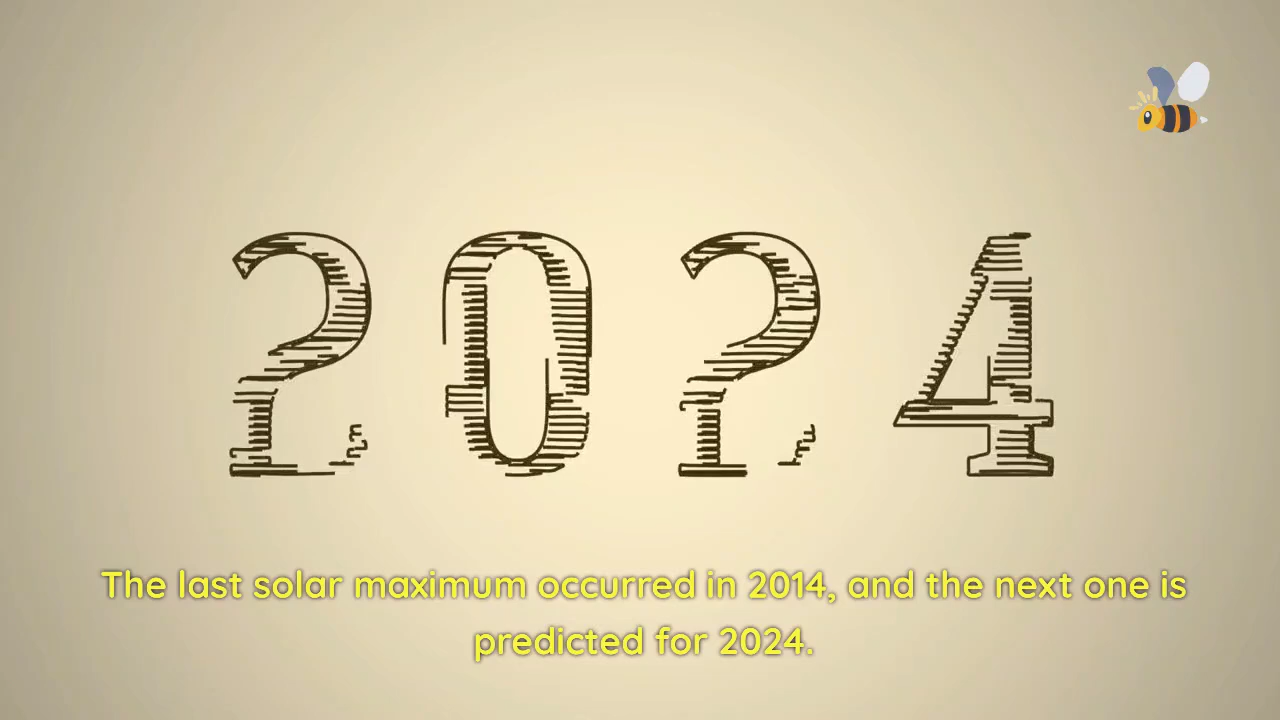 2024
The last solar maximum occurred in 2014, and the next one is
predicted for 2024.